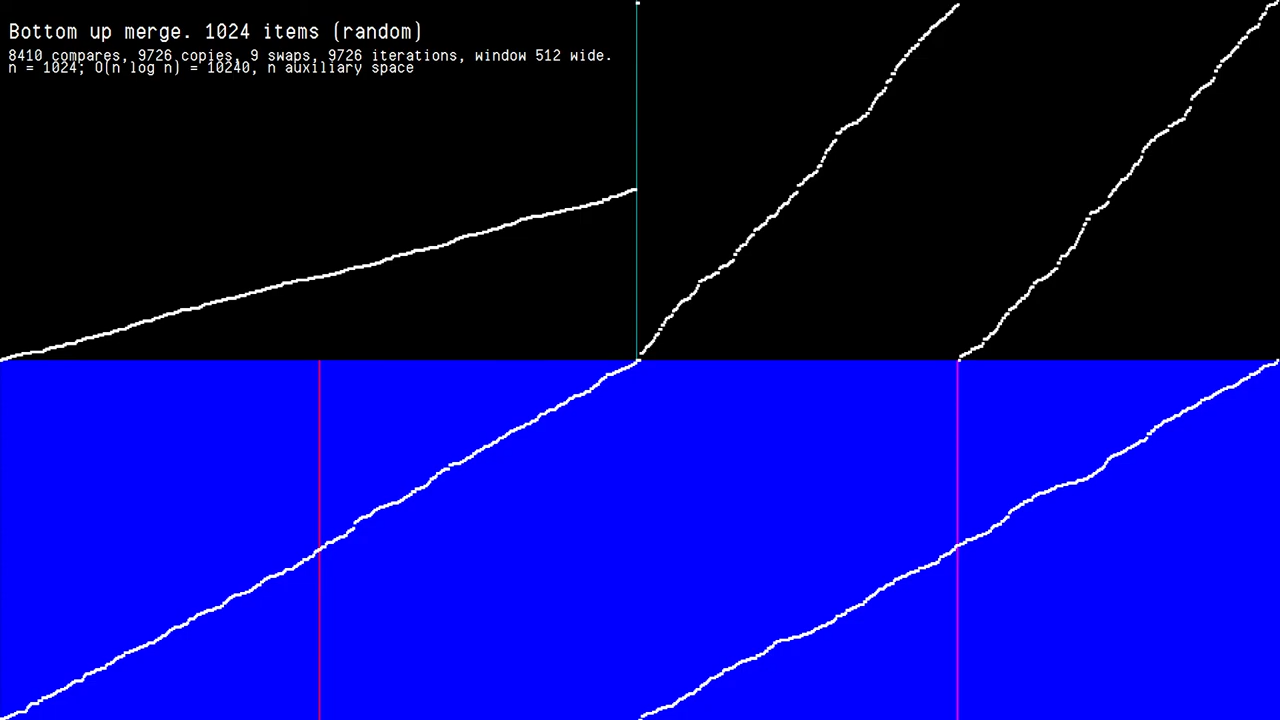 Bottom up merge. 1024 items (random)
8410 compares, 9726 copies, 9 swaps, 9726 iterations, window 512 wide.
n = 1024; O(n log n) = 10240, n auxiliary space